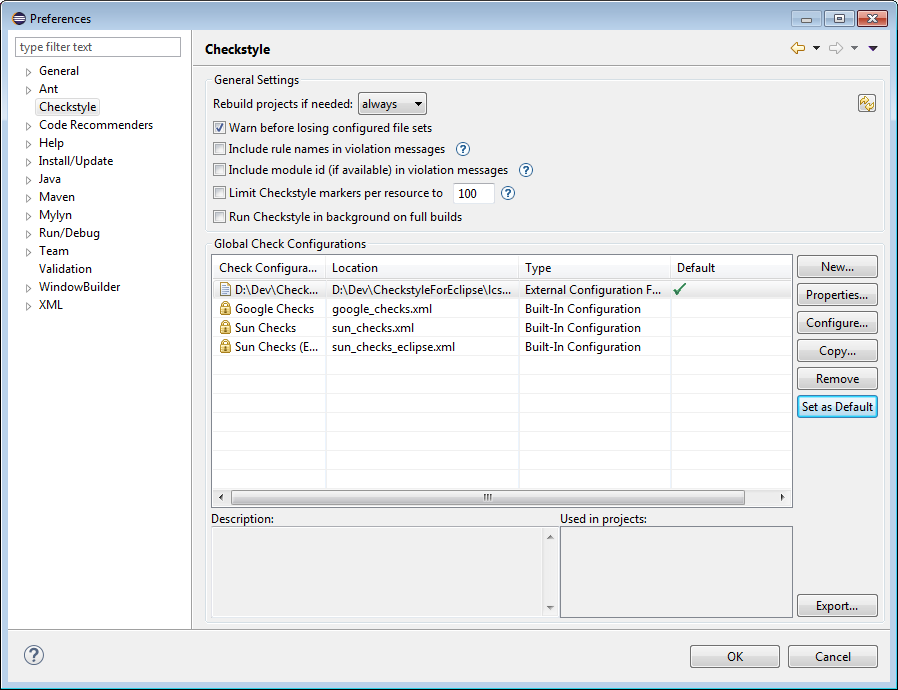 Preferences
type filter text
General
Ant
Checkstyle
Code Recommenders
Help
Install/Update
Java
Maven
Mylyn
Run/Debug
Team
Validation
WindowBuilder
XML
Checkstyle
General Settings
Rebuild projects if needed: always
Warn before losing configured file sets
Include rule names in violation messages
Include module id (if available) in violation messages
Limit Checkstyle markers per resource to 100
Run Checkstyle in background on full builds
Global Check Configurations
Check Configura... Location Type Default
D:\Dev\Check... D:\Dev\CheckstyleForEclipse\Ics... External Configuration F...
Google Checks google_checks.xml Built-In Configuration
Sun Checks sun_checks.xml Built-In Configuration
Sun Checks (E... sun_checks_eclipse.xml Built-In Configuration
New...
Properties...
Configure...
Copy...
Remove
Set as Default
Description:
Used in projects:
Export...
OK
Cancel